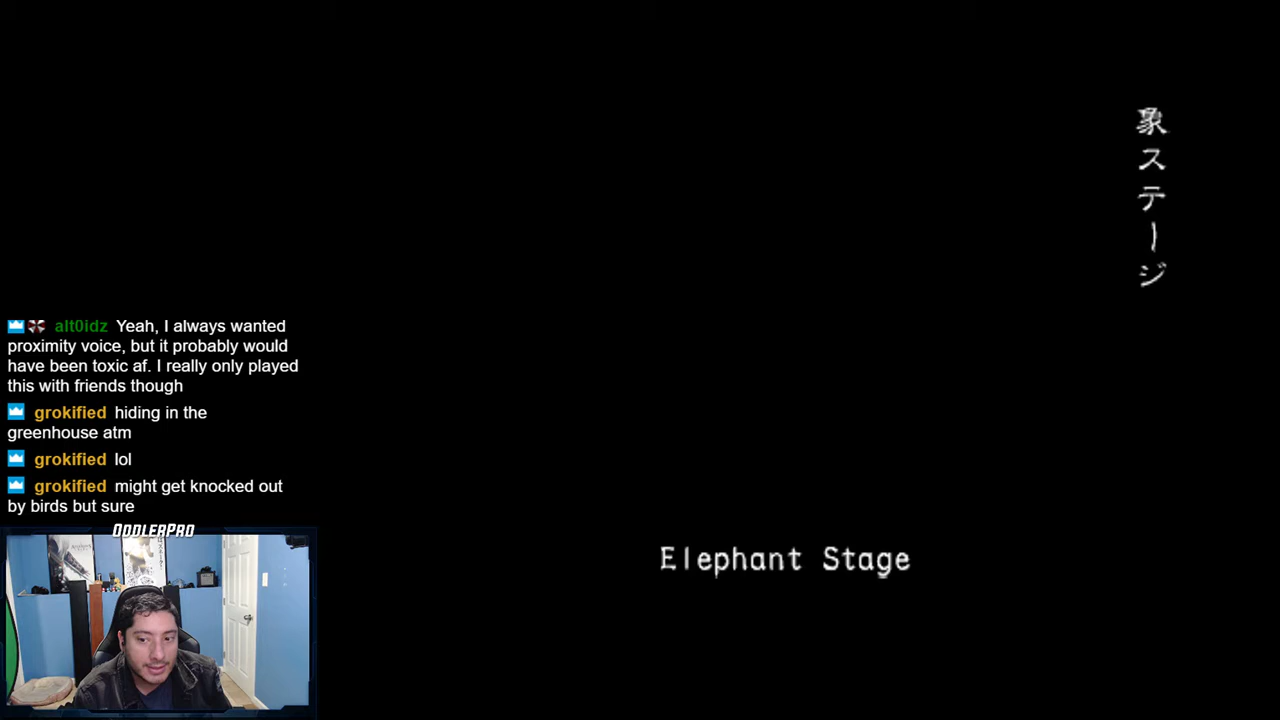 象ステージ
alt0idz Yeah, I always wanted
proximity voice, but it probably would
have been toxic af. I really only played
this with friends though
grokified hiding in the
greenhouse atm
grokified lol
grokified might get knocked out
by birds but sure
ODDLERPRO
Elephant Stage